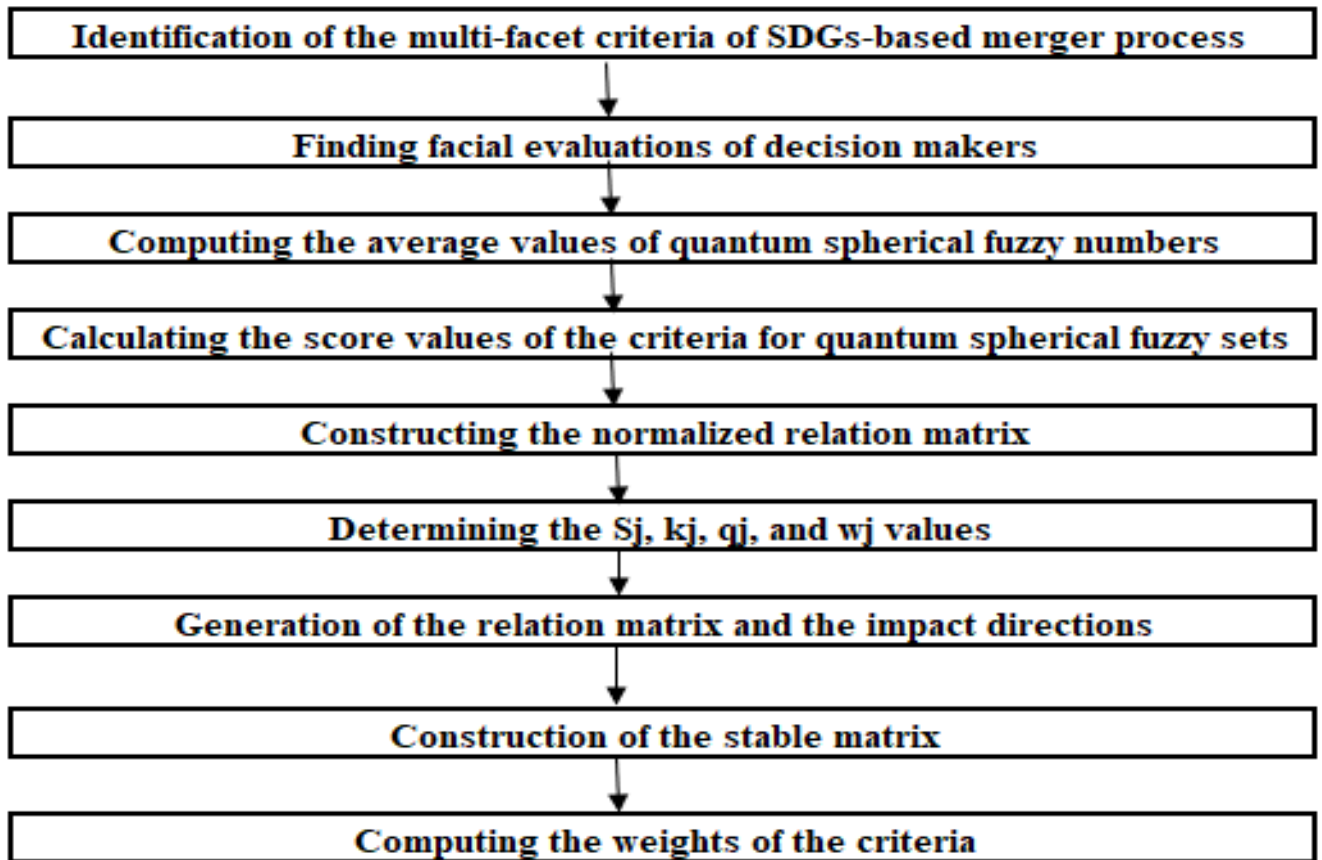 Identification of the multi-facet criteria of SDGs-based merger process
Finding facial evaluations of decision makers
Computing the average values of quantum spherical fuzzy numbers
Calculating the score values of the criteria for quantum spherical fuzzy sets
Constructing the normalized relation matrix
Determining the Sj, kj, qj, and wj values
Generation of the relation matrix and the impact directions
Construction of the stable matrix
Computing the weights of the criteria